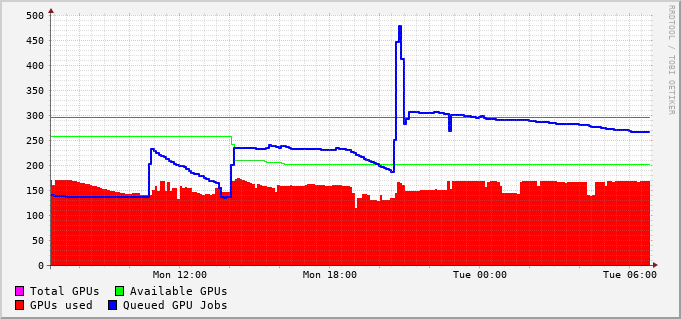 500
450
400
350
300
250
200
150
100
50
0
Mon 12:00 Mon 18:00 Tue 00:00 Tue 06:00
Total GPUs Available GPUs
GPUs used Queued GPU Jobs
RRDTOOL / TOBI OETIKER